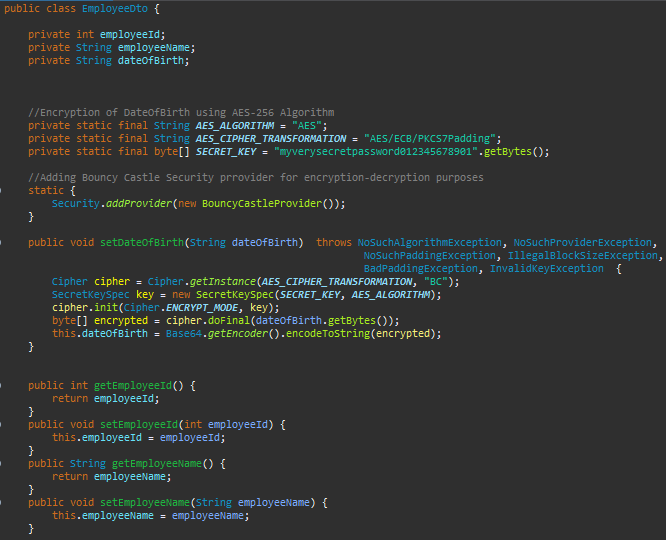 public class EmployeeDto {
private int employeeId;
private String employeeName;
private String dateOfBirth;
//Encryption of DateOfBirth using AES-256 Algorithm
private static final String AES_ALGORITHM = "AES";
private static final String AES_CIPHER_TRANSFORMATION = "AES/ECB/PKCS7Padding";
private static final byte[] SECRET_KEY = "myverysecretpassword012345678901".getBytes();
//Adding Bouncy Castle Security prrovider for encryption-decryption purposes
static {
Security.addProvider(new BouncyCastleProvider());
}
public void setDateOfBirth(String dateOfBirth)  throws NoSuchAlgorithmException, NoSuchProviderException,
NoSuchPaddingException, IllegalBlockSizeException,
BadPaddingException, InvalidKeyException  {
Cipher cipher = Cipher.getInstance(AES_CIPHER_TRANSFORMATION, "BC");
SecretKeySpec key = new SecretKeySpec(SECRET_KEY, AES_ALGORITHM);
cipher.init(Cipher.ENCRYPT_MODE, key);
byte[] encrypted = cipher.doFinal(dateOfBirth.getBytes());
this.dateOfBirth = Base64.getEncoder().encodeToString(encrypted);
}
public int getEmployeeId() {
return employeeId;
}
public void setEmployeeId(int employeeId) {
this.employeeId = employeeId;
}
public String getEmployeeName() {
return employeeName;
}
public void setEmployeeName(String employeeName) {
this.employeeName = employeeName;
}